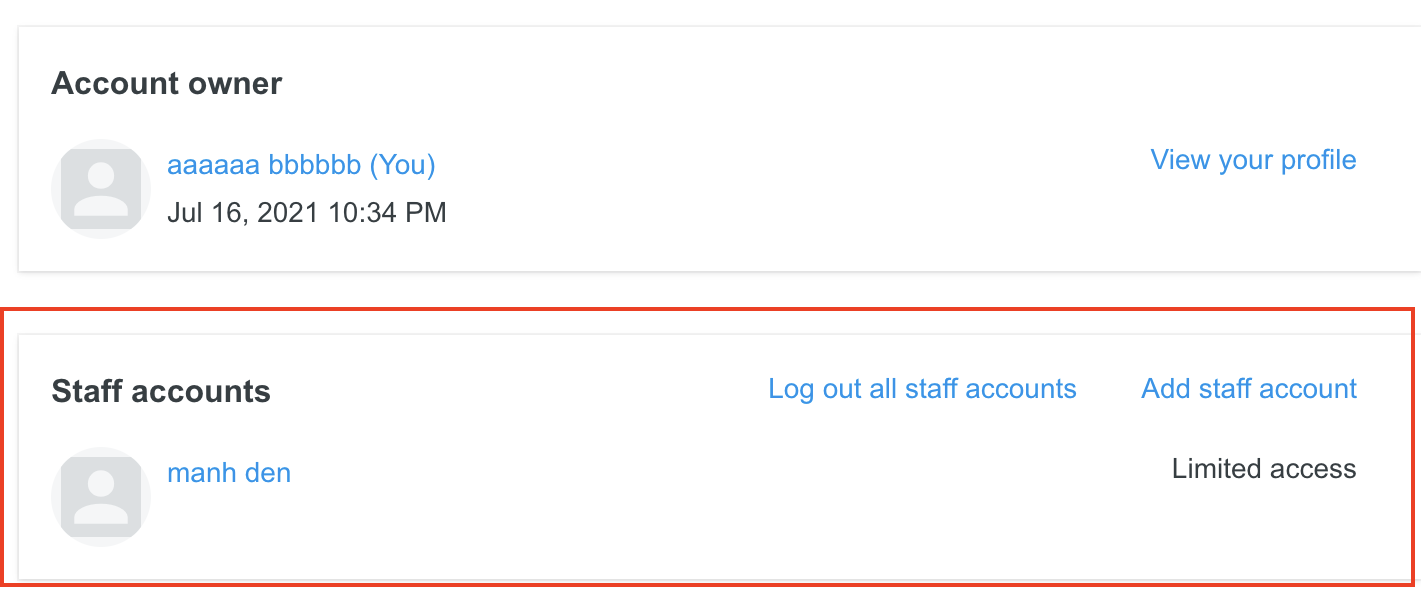 Account owner
aaaaaa bbbbbb (You)
View your profile
Jul 16, 2021 10:34 PM
Staff accounts
Log out all staff accounts
Add staff account
manh den
Limited access